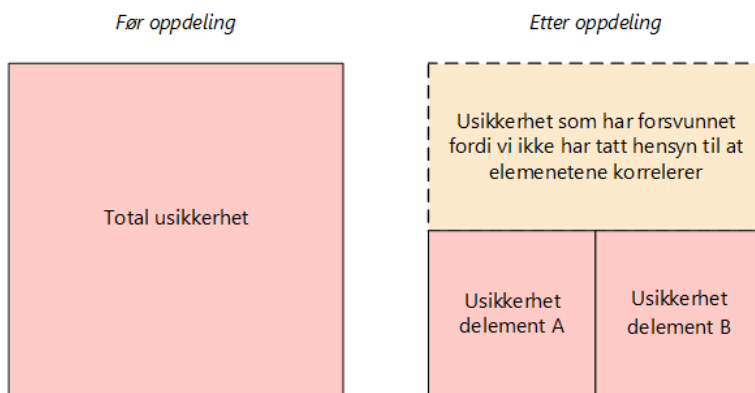 Før oppdeling
Etter oppdeling
Total usikkerhet
Usikkerhet som har forsvunnet
fordi vi ikke har tatt hensyn til at
elemenetene korrelerer
Usikkerhet
delement A
Usikkerhet
delement B